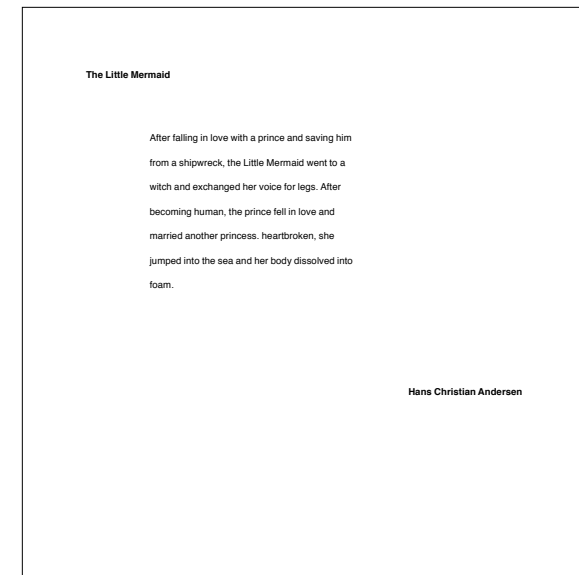 The Little Mermaid
After falling in love with a prince and saving him
from a shipwreck, the Little Mermaid went to a
witch and exchanged her voice for legs. After
becoming human, the prince fell in love and
married another princess. heartbroken, she
jumped into the sea and her body dissolved into
foam.
Hans Christian Andersen